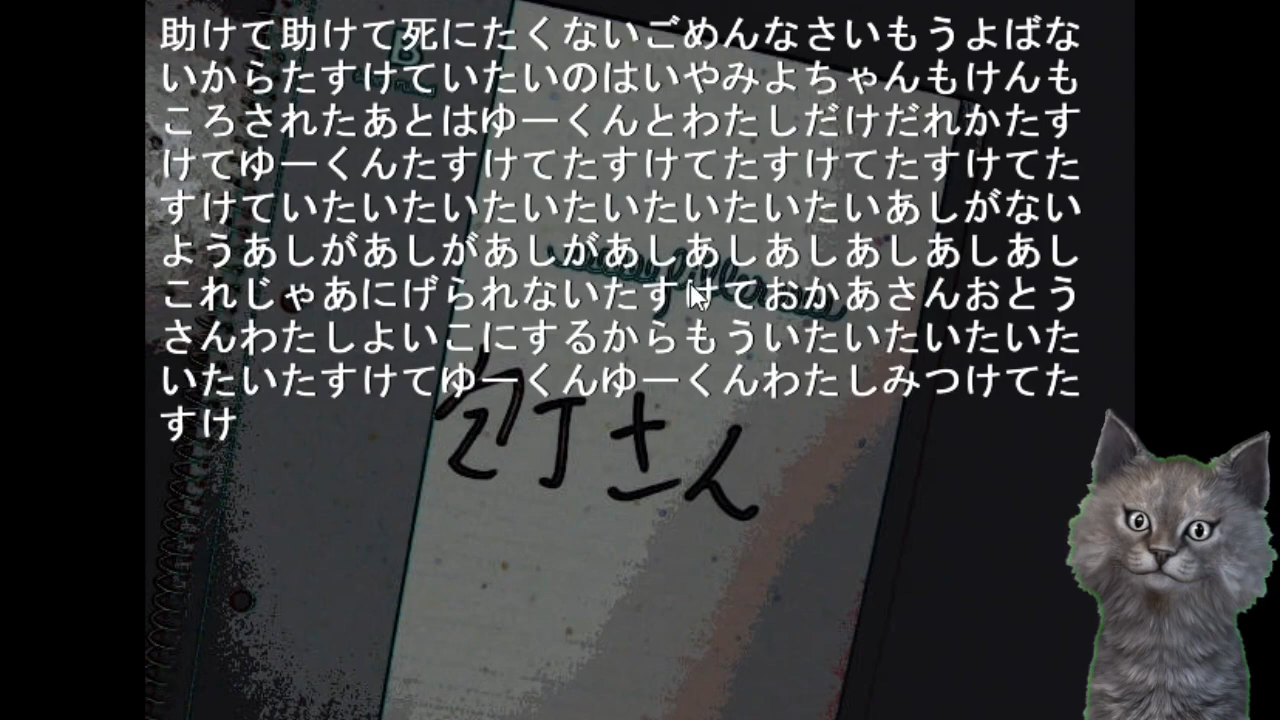 助けて助けて死にたくないごめんなさいもうよばな
いからたすけていたいのはいやみよちゃんもけんも
ころされたあとはゆーくんとわたしだけだれかたす
けてゆーくんたすけてたすけてたすけてたすけてた
すけていたいたいたいたいたいたいたいたいあしがない
ようあしがあしがあしがあしあしあしあしあしあし
これじゃあにげられないたすけておかあさんおとう
さんわたしよいこにするからもういたいたいたいた
いたいたすけてゆーくんゆーくんわたしみつけてた
すけ
包丁さん